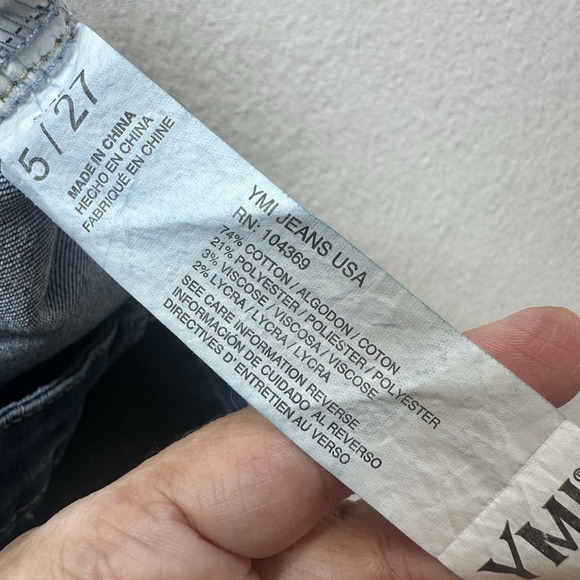 5 / 27
MADE IN CHINA
HECHO EN CHINA
FABRIQUÉ EN CHINE
YMI JEANS USA
RN: 104369
74% COTTON / ALGODON / COTON
21% POLYESTER / POLIESTER / POLYESTER
3% VISCOSE / VISCOSA / VISCOSE
2% LYCRA / LYCRA / LYCRA
SEE CARE INFORMATION REVERSE
INFORMACIÓN DE CUIDADO AL REVERSO
DIRECTIVES D'ENTRETIEN AU VERSO
YMI®